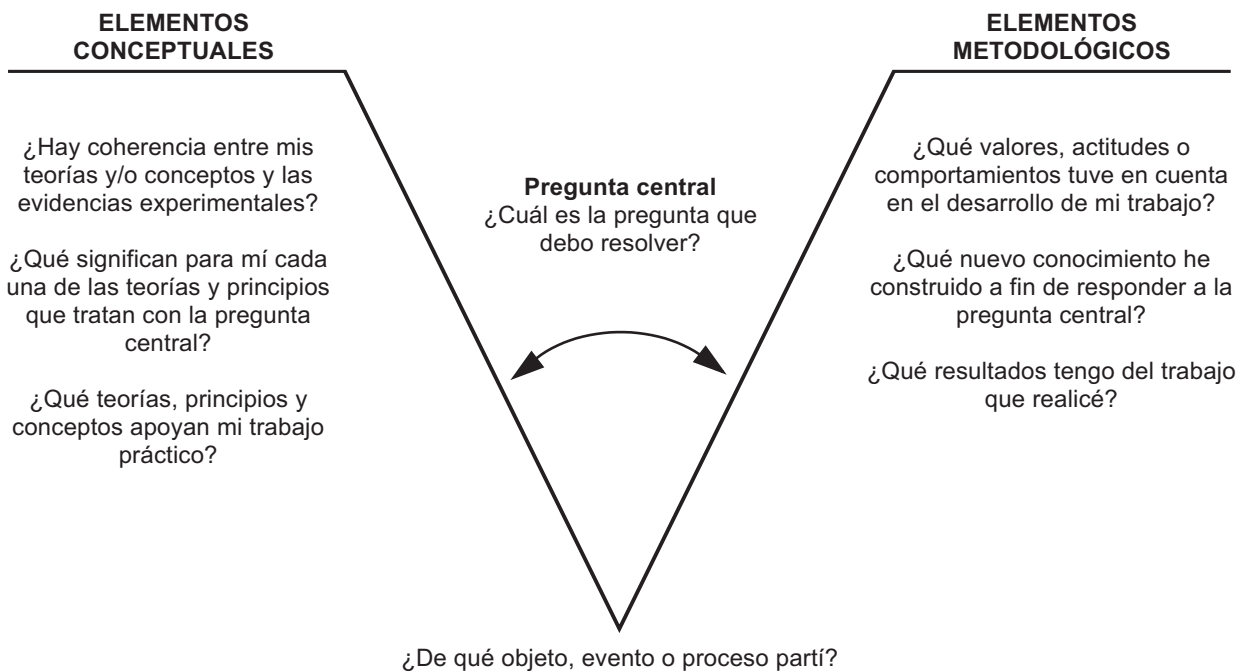 ELEMENTOS
CONCEPTUALES
¿Hay coherencia entre mis
teorías y/o conceptos y las
evidencias experimentales?
¿Qué significan para mí cada
una de las teorías y principios
que tratan con la pregunta
central?
¿Qué teorías, principios y
conceptos apoyan mi trabajo
práctico?
Pregunta central
¿Cuál es la pregunta que
debo resolver?
ELEMENTOS
METODOLÓGICOS
¿Qué valores, actitudes o
comportamientos tuve en cuenta
en el desarrollo de mi trabajo?
¿Qué nuevo conocimiento he
construido a fin de responder a la
pregunta central?
¿Qué resultados tengo del trabajo
que realicé?
¿De qué objeto, evento o proceso partí?